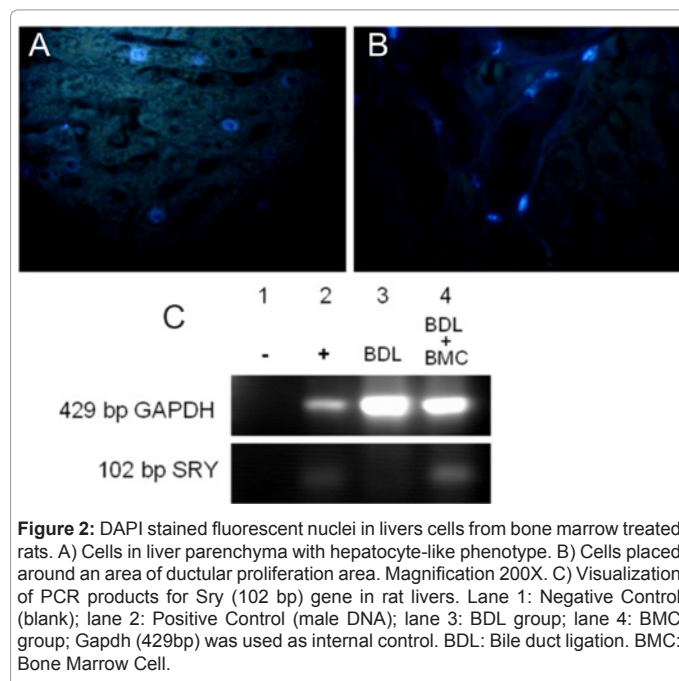 A
B
C
1 2 3 4
- + BDL BDL + BMC
429 bp GAPDH
102 bp SRY
Figure 2: DAPI stained fluorescent nuclei in livers cells from bone marrow treated
rats. A) Cells in liver parenchyma with hepatocyte-like phenotype. B) Cells placed
around an area of ductular proliferation area. Magnification 200X. C) Visualization
of PCR products for Sry (102 bp) gene in rat livers. Lane 1: Negative Control
(blank); lane 2: Positive Control (male DNA); lane 3: BDL group; lane 4: BMC
group; Gapdh (429bp) was used as internal control. BDL: Bile duct ligation. BMC:
Bone Marrow Cell.